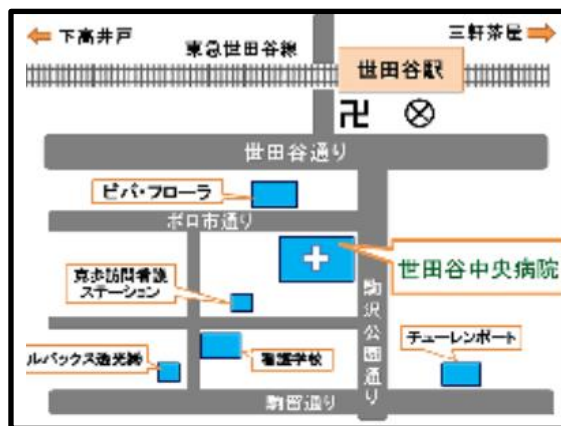 下高井戸
三軒茶屋
東急世田谷線
世田谷駅
卍
世田谷通り
ビバ・フローラ
ボロ市通り
世田谷中央病院
訪問看護
ステーション
駒沢公園通り
チューレンポート
看護学校
駒留通り